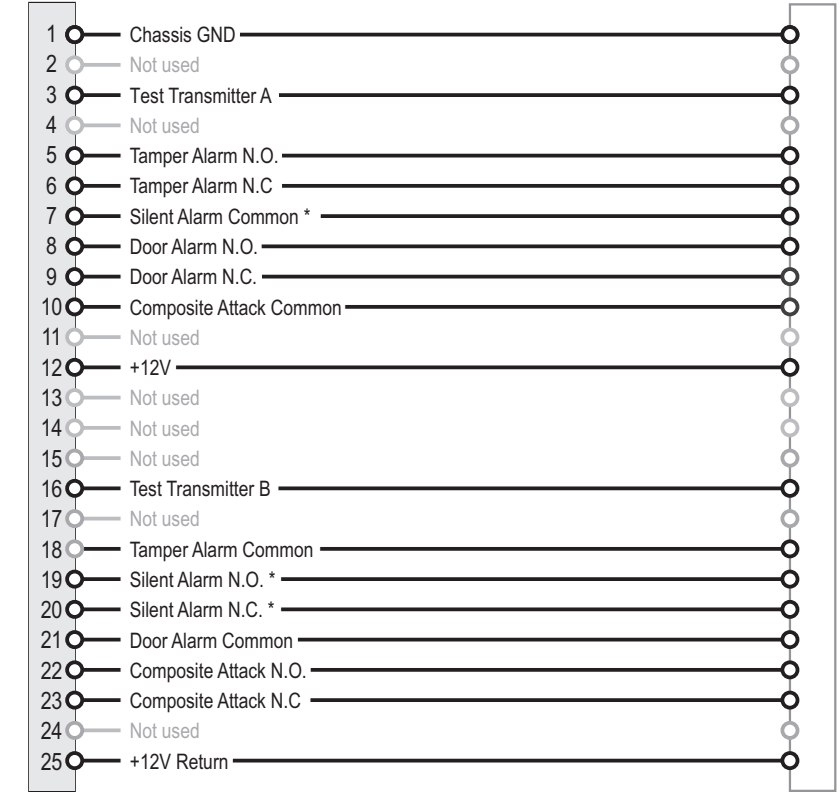 1 Chassis GND
2 Not used
3 Test Transmitter A
4 Not used
5 Tamper Alarm N.O.
6 Tamper Alarm N.C
7 Silent Alarm Common *
8 Door Alarm N.O.
9 Door Alarm N.C.
10 Composite Attack Common
11 Not used
12 +12V
13 Not used
14 Not used
15 Not used
16 Test Transmitter B
17 Not used
18 Tamper Alarm Common
19 Silent Alarm N.O. *
20 Silent Alarm N.C. *
21 Door Alarm Common
22 Composite Attack N.O.
23 Composite Attack N.C
24 Not used
25 +12V Return